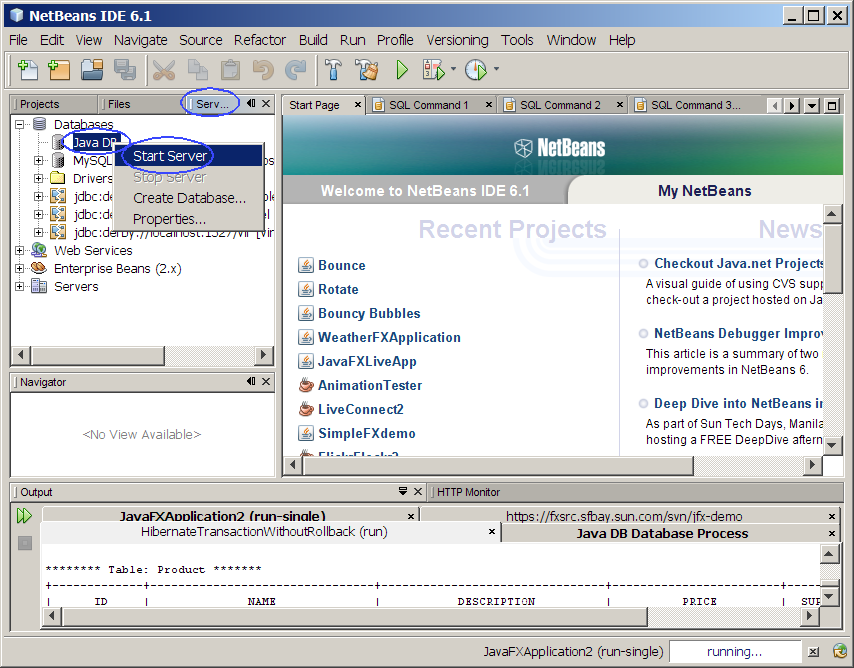 NetBeans IDE 6.1
File Edit View Navigate Source Refactor Build Run Profile Versioning Tools Window Help
Projects Files Serv...
Start Page SQL Command 1 SQL Command 2 SQL Command 3...
Databases
Java DB
MySQL
Drivers
jdbc:de
jdbc:de
jdbc:derby://localhost:1527/vir [vir
Web Services
Enterprise Beans (2.x)
Servers
Start Server
Stop Server
Create Database...
Properties...
NetBeans
Welcome to NetBeans IDE 6.1 My NetBeans
Recent Projects
Bounce
Rotate
Bouncy Bubbles
WeatherFXApplication
JavaFXLiveApp
AnimationTester
LiveConnect2
SimpleFXdemo
News
Checkout Java.net Projects
A visual guide of using CVS supp
check-out a project hosted on Ja
NetBeans Debugger Improv
This article is a summary of two
improvements in NetBeans 6.
Deep Dive into NetBeans in
As part of Sun Tech Days, Manila
hosting a FREE DeepDive aftern
Navigator
<No View Available>
Output HTTP Monitor
JavaFXApplication2 (run-single) https://fxsrc.sfbay.sun.com/svn/jfx-demo
HibernateTransactionWithoutRollback (run) Java DB Database Process
******** Table: Product *******
| ID | NAME | DESCRIPTION | PRICE | SUP
JavaFXApplication2 (run-single) running...